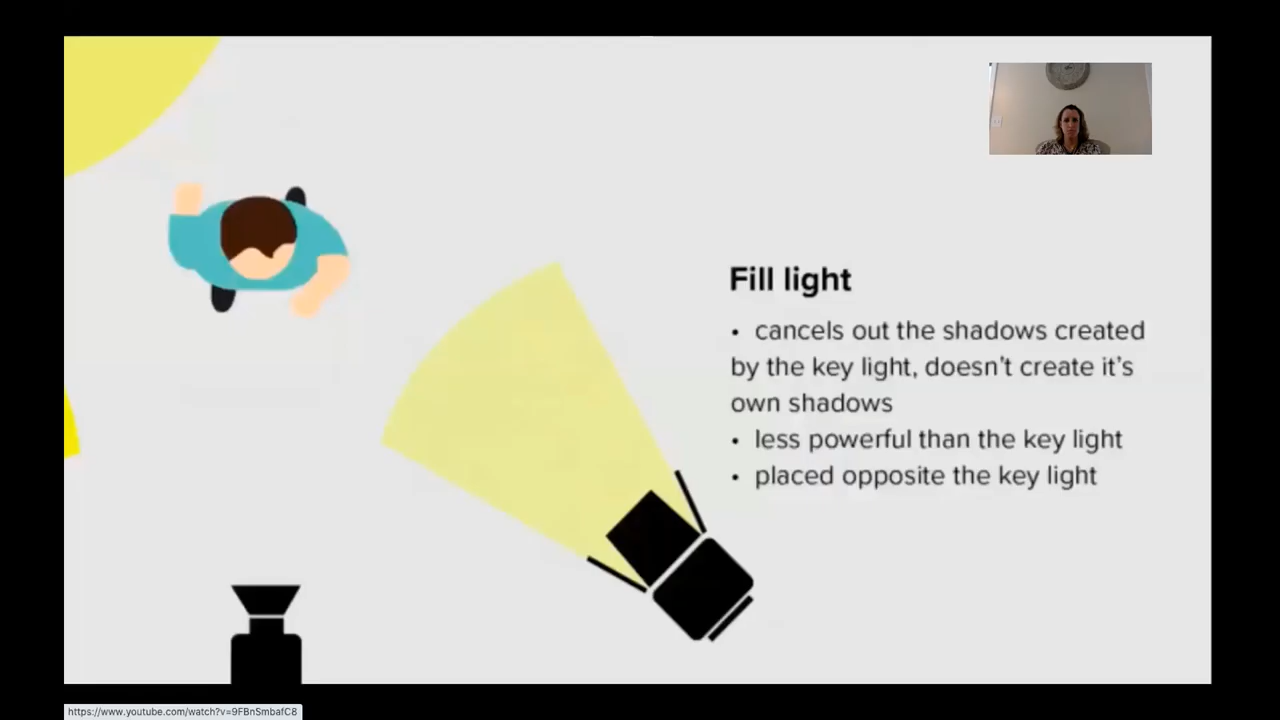 Fill light
• cancels out the shadows created
by the key light, doesn't create it's
own shadows
• less powerful than the key light
• placed opposite the key light
https://www.youtube.com/watch?v=9FBnSmbafC8